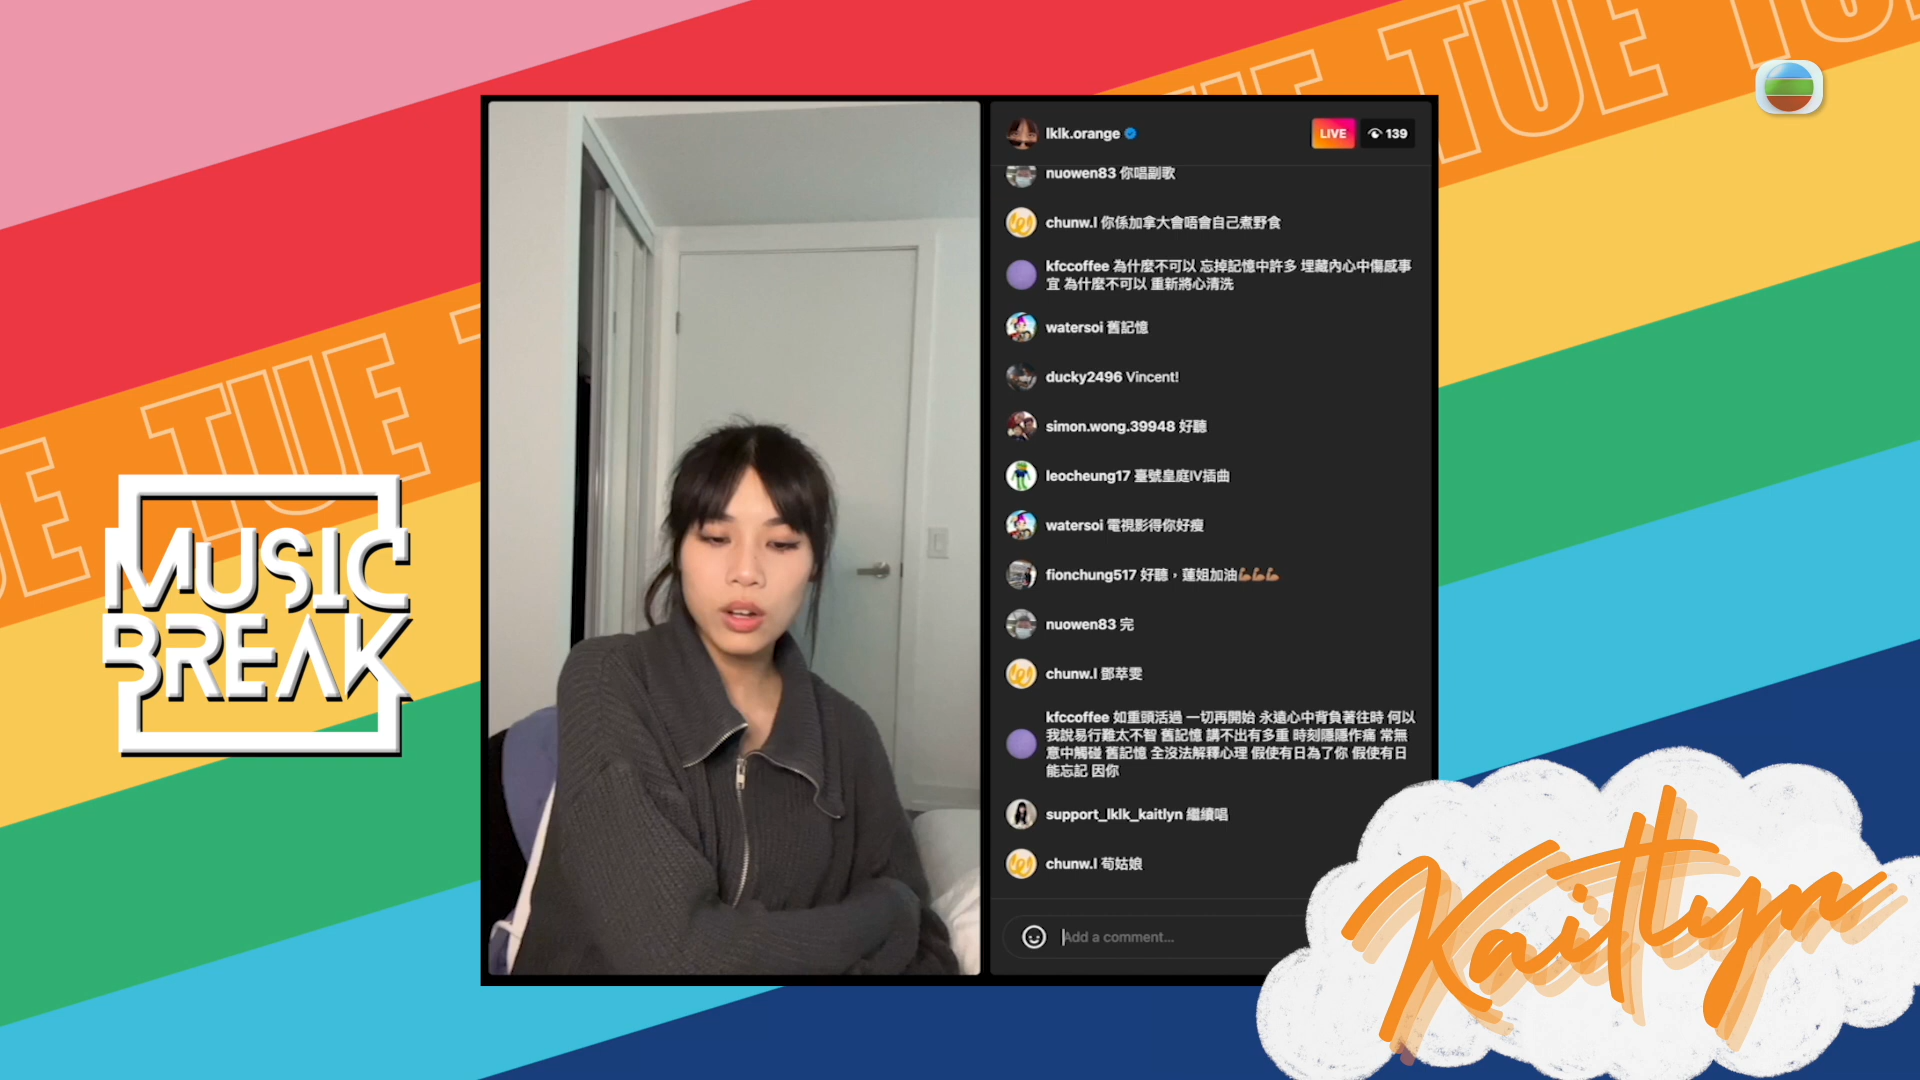 TUE TUE TUE
TUE TUE
MUSIC
BREAK
lklk.orange
LIVE
139
nuowen83 你唱副歌
chunw.l 你係加拿大會唔會自己煮野食
kfccoffee 為什麼不可以 忘掉記憶中許多 埋藏內心中傷感事
宜 為什麼不可以 重新將心清洗
watersoi 舊記憶
ducky2496 Vincent!
simon.wong.39948 好聽
leocheung17 臺號皇庭IV插曲
watersoi 電視影得你好瘦
fionchung517 好聽，蓮姐加油💪🏾💪🏾💪🏾
nuowen83 完
chunw.l 鄧萃雯
kfccoffee 如重頭活過 一切再開始 永遠心中背負著往時 何以
我說易行難太不智 舊記憶 講不出有多重 時刻隱隱作痛 常無
意中觸碰 舊記憶 全沒法解釋心理 假使有日為了你 假使有日
能忘記 因你
support_lklk_kaitlyn 繼續唱
chunw.l 荀姑娘
Add a comment...
Kaitlyn